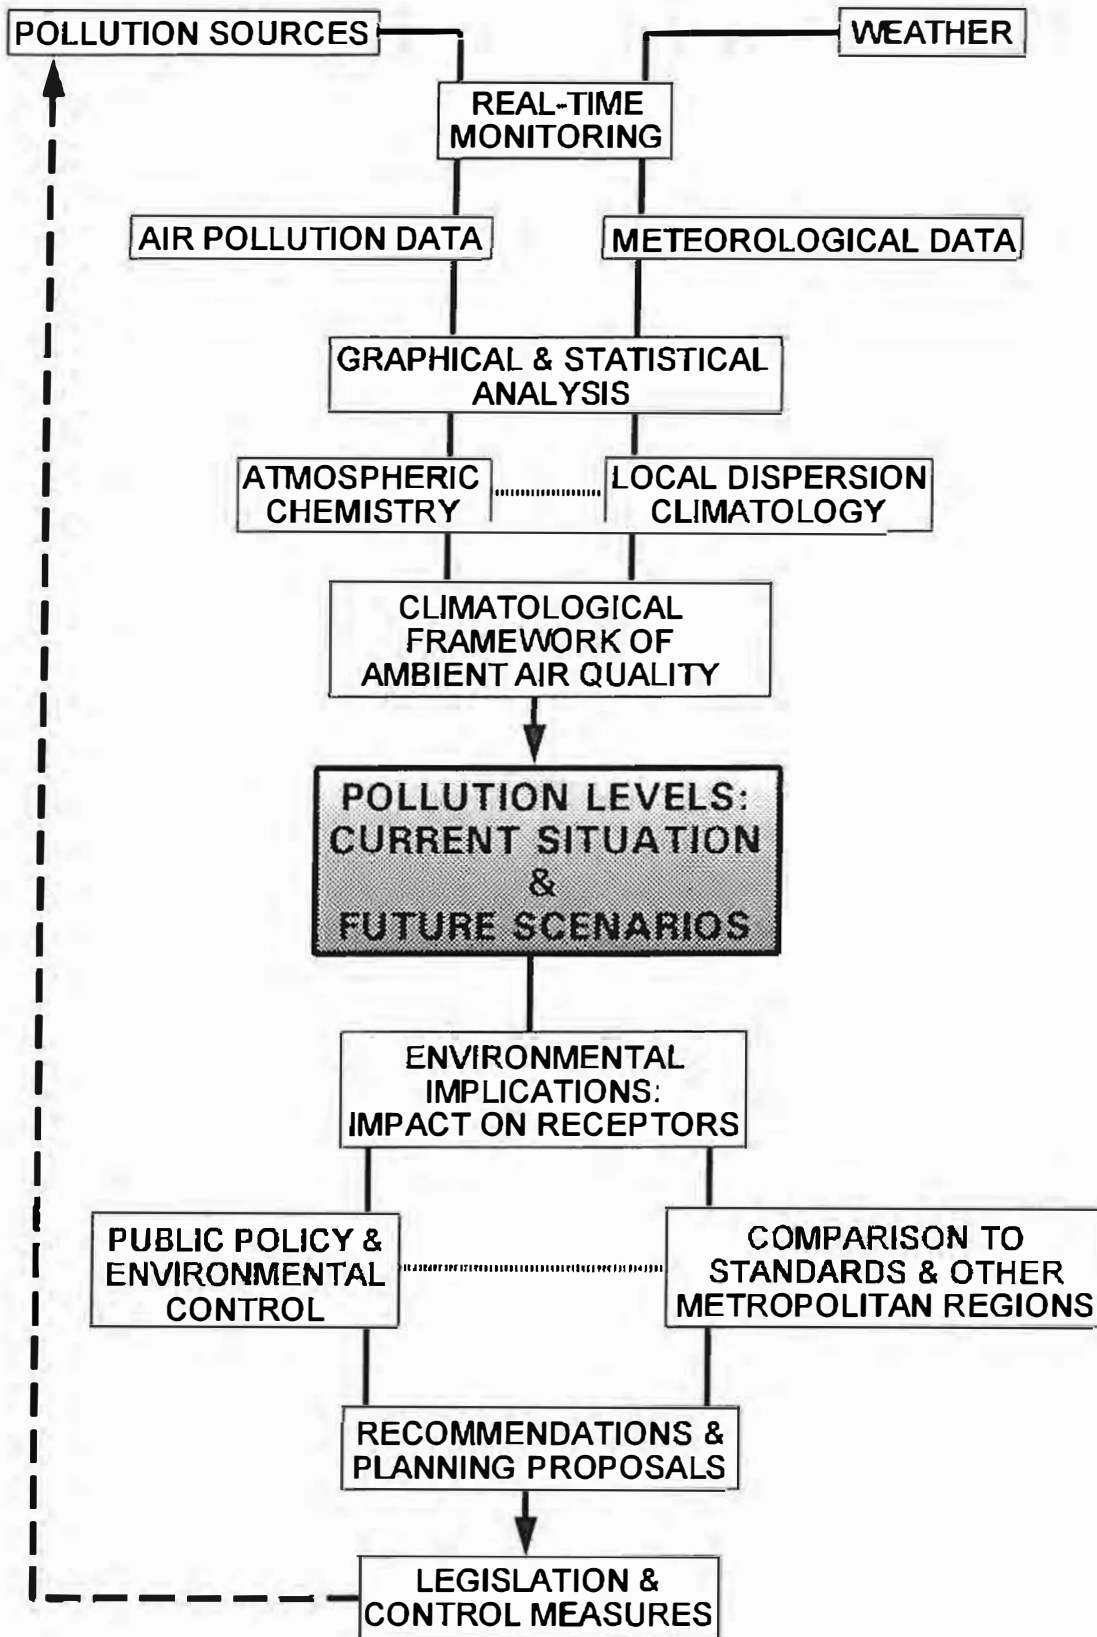 POLLUTION SOURCES
WEATHER
REAL-TIME
MONITORING
AIR POLLUTION DATA
METEOROLOGICAL DATA
GRAPHICAL & STATISTICAL
ANALYSIS
ATMOSPHERIC
CHEMISTRY
LOCAL DISPERSION
CLIMATOLOGY
CLIMATOLOGICAL
FRAMEWORK OF
AMBIENT AIR QUALITY
POLLUTION LEVELS:
CURRENT SITUATION
&
FUTURE SCENARIOS
ENVIRONMENTAL
IMPLICATIONS:
IMPACT ON RECEPTORS
PUBLIC POLICY &
ENVIRONMENTAL
CONTROL
COMPARISON TO
STANDARDS & OTHER
METROPOLITAN REGIONS
RECOMMENDATIONS &
PLANNING PROPOSALS
LEGISLATION &
CONTROL MEASURES